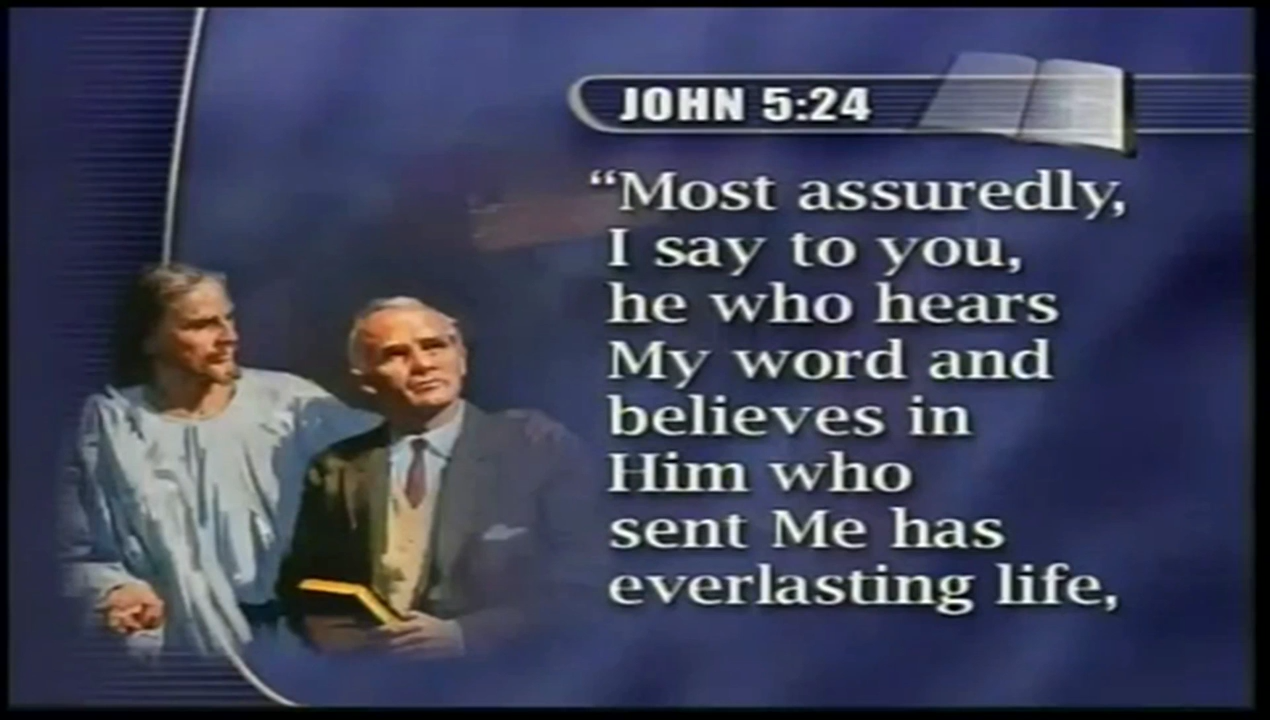 JOHN 5:24
“Most assuredly,
I say to you,
he who hears
My word and
believes in
Him who
sent Me has
everlasting life,